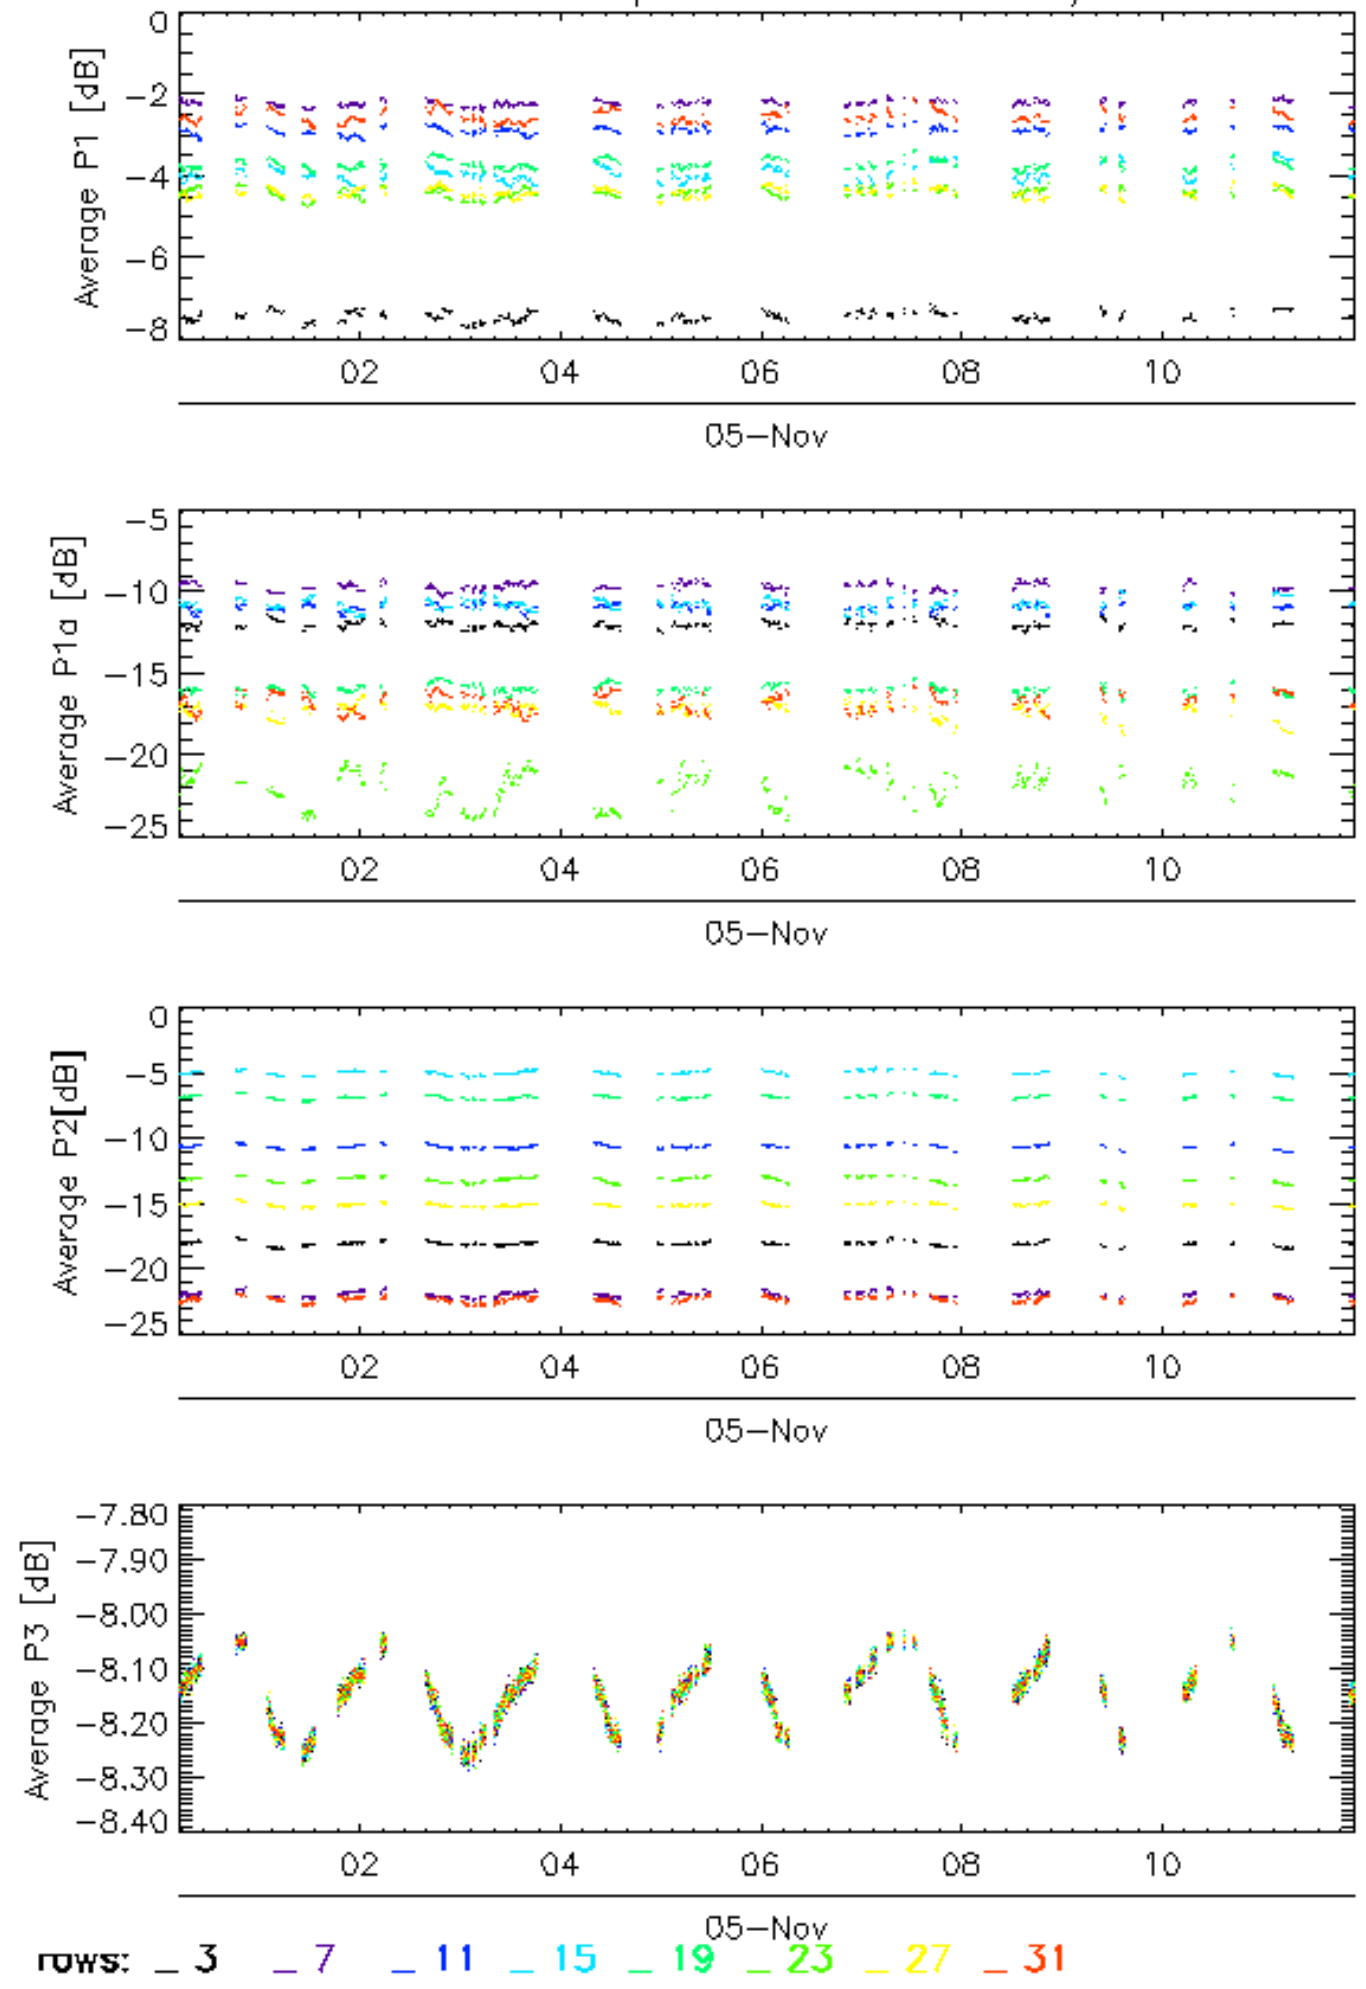 Average P1 [dB]
0
−2
−4
−6
−8
02 04 06 08 10
05−Nov
Average P1a [dB]
−5
−10
−15
−20
−25
02 04 06 08 10
05−Nov
Average P2[dB]
0
−5
−10
−15
−20
−25
02 04 06 08 10
05−Nov
Average P3 [dB]
−7.80
−7.90
−8.00
−8.10
−8.20
−8.30
−8.40
02 04 06 08 10
05−Nov
rows: _ 3 _ 7 _ 11 _ 15 _ 19 _ 23 _ 27 _ 31